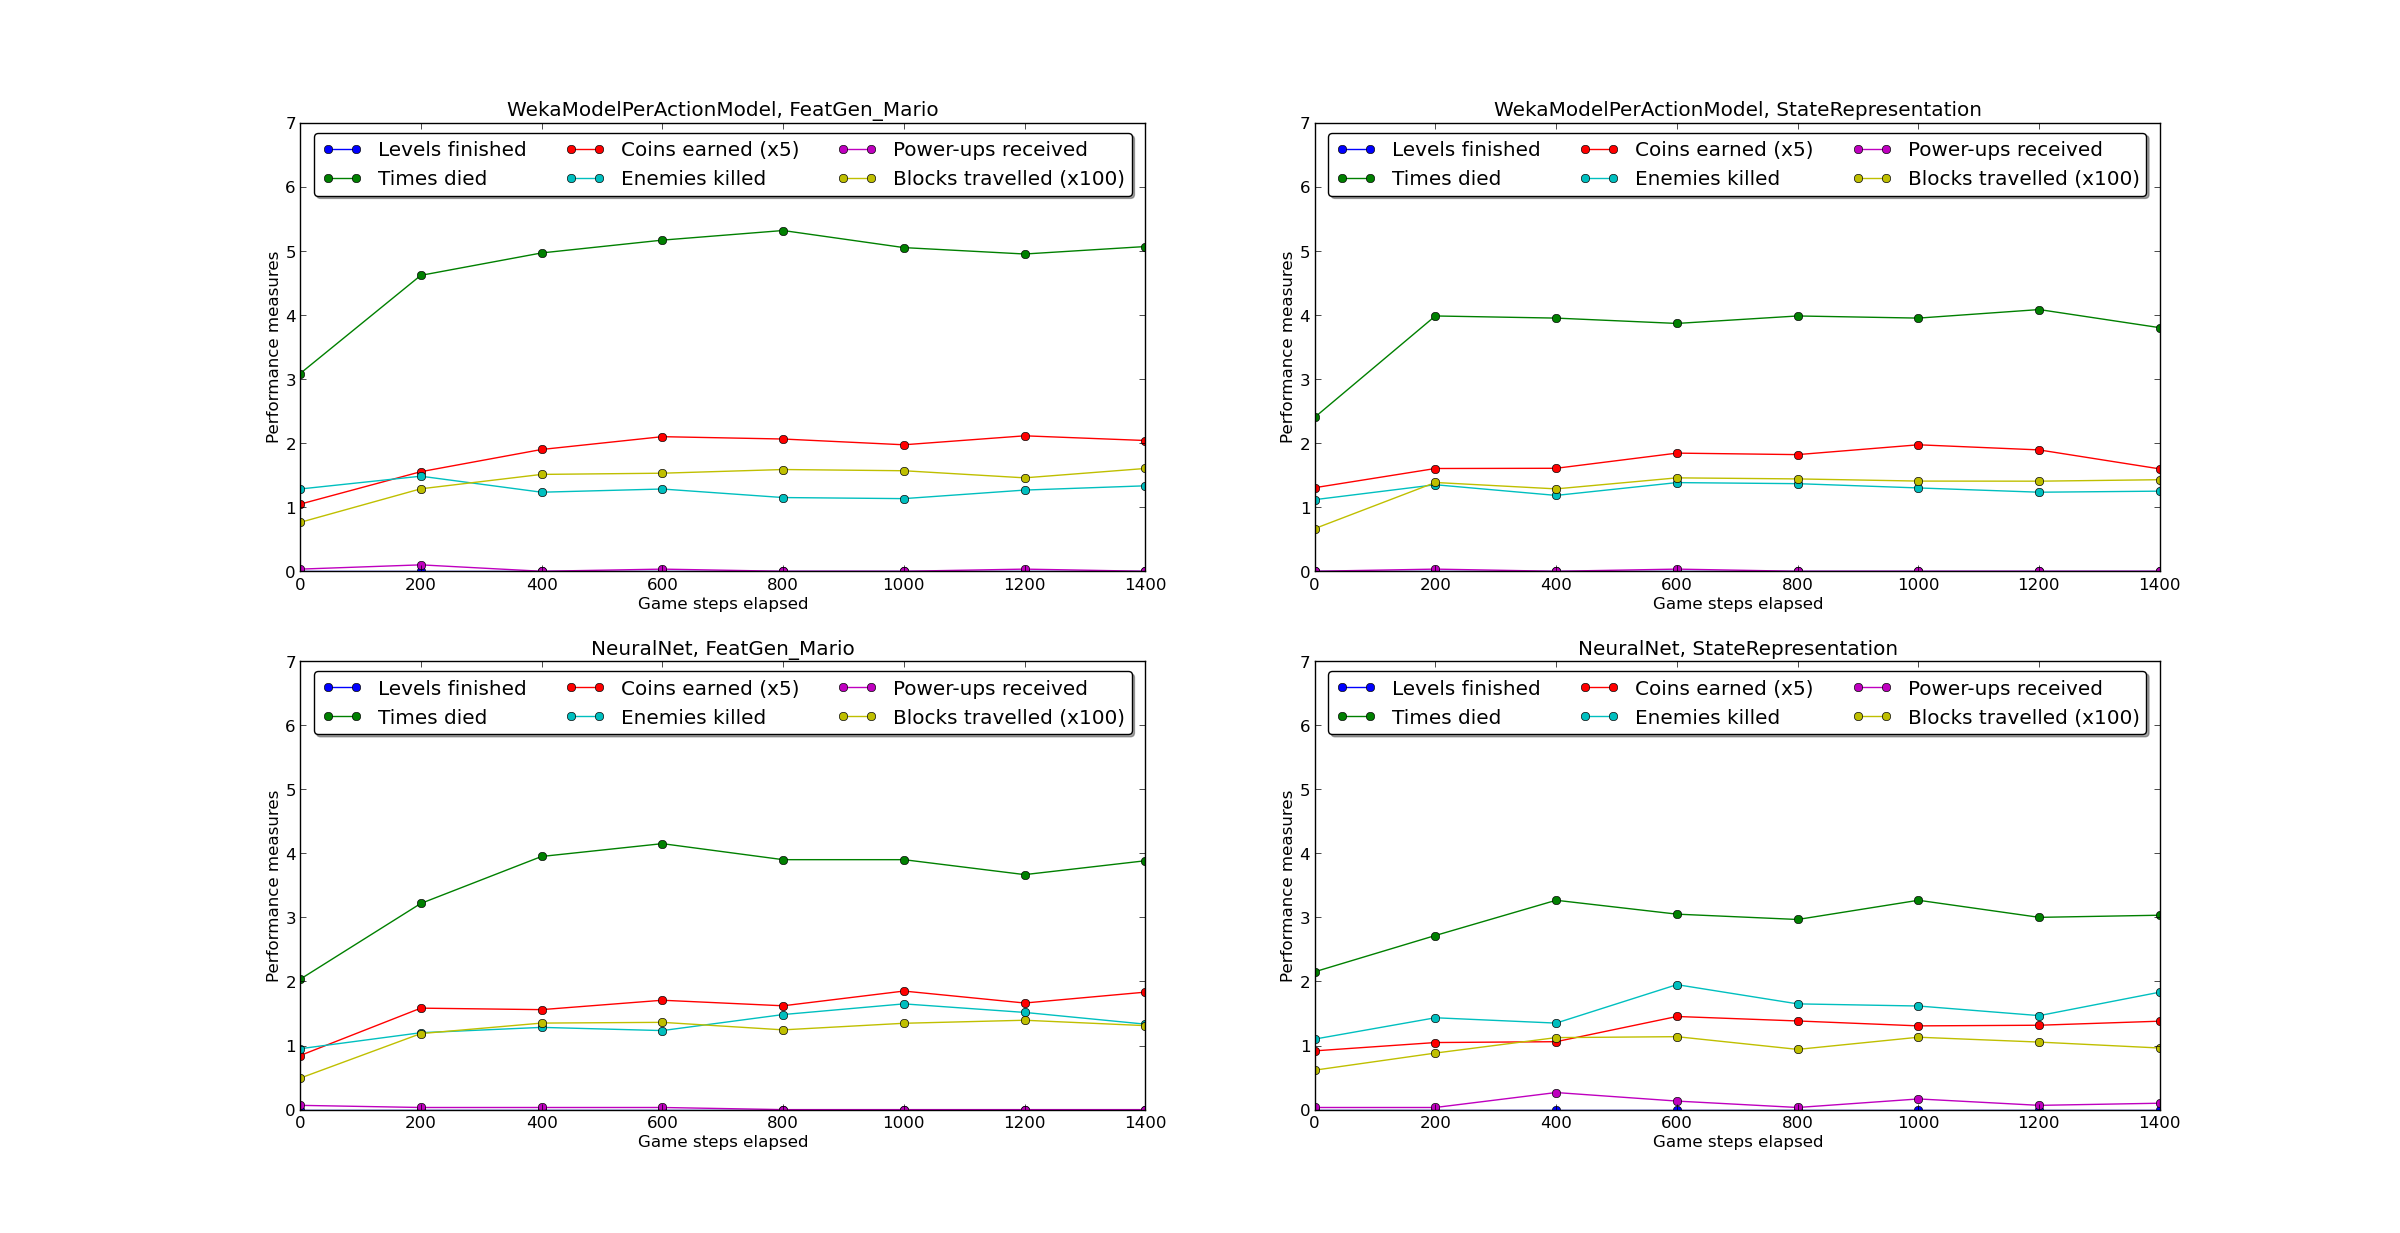 WekaModelPerActionModel, FeatGen_Mario
7
Levels finished Coins earned (x5) Power-ups received
Times died Enemies killed Blocks travelled (x100)
6
5
4
3
2
1
0
Performance measures
0 200 400 600 800 1000 1200 1400
Game steps elapsed
WekaModelPerActionModel, StateRepresentation
7
Levels finished Coins earned (x5) Power-ups received
Times died Enemies killed Blocks travelled (x100)
6
5
4
3
2
1
0
Performance measures
0 200 400 600 800 1000 1200 1400
Game steps elapsed
NeuralNet, FeatGen_Mario
7
Levels finished Coins earned (x5) Power-ups received
Times died Enemies killed Blocks travelled (x100)
6
5
4
3
2
1
0
Performance measures
0 200 400 600 800 1000 1200 1400
Game steps elapsed
NeuralNet, StateRepresentation
7
Levels finished Coins earned (x5) Power-ups received
Times died Enemies killed Blocks travelled (x100)
6
5
4
3
2
1
0
Performance measures
0 200 400 600 800 1000 1200 1400
Game steps elapsed